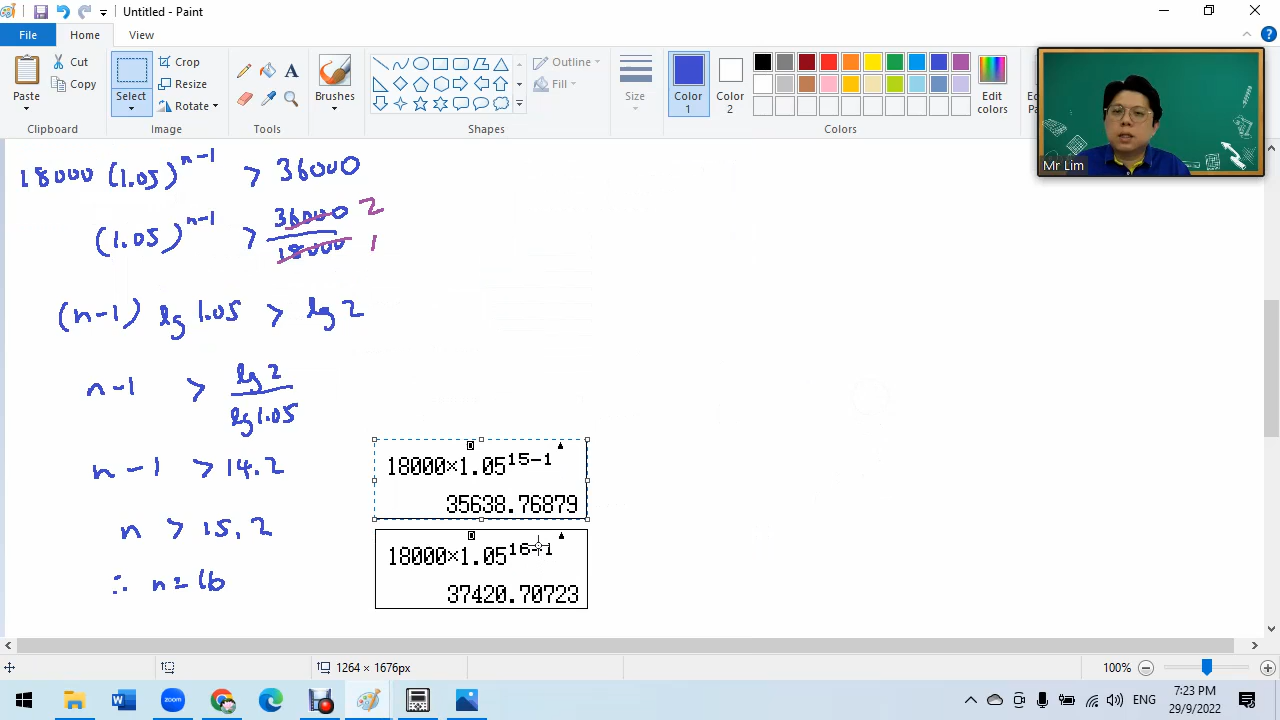 Untitled - Paint
File Home View
Paste Cut Copy
Clipboard
Select Crop Resize Rotate
Image
Tools
Brushes
Outline Fill
Shapes
Size
Color 1
Color 2
Edit colors
Colors
Mr Lim
18000 (1.05)^(n-1) > 36000
(1.05)^(n-1) > 36000/18000 2 1
(n-1) lg 1.05 > lg 2
n-1 > lg 2 / lg 1.05
n-1 > 14.2
n > 15.2
∴ n = 16
18000×1.05^15-1
35638.76879
18000×1.05^16-1
37420.70723
1264 × 1676px
100%
zoom
ENG
7:23 PM
29/9/2022